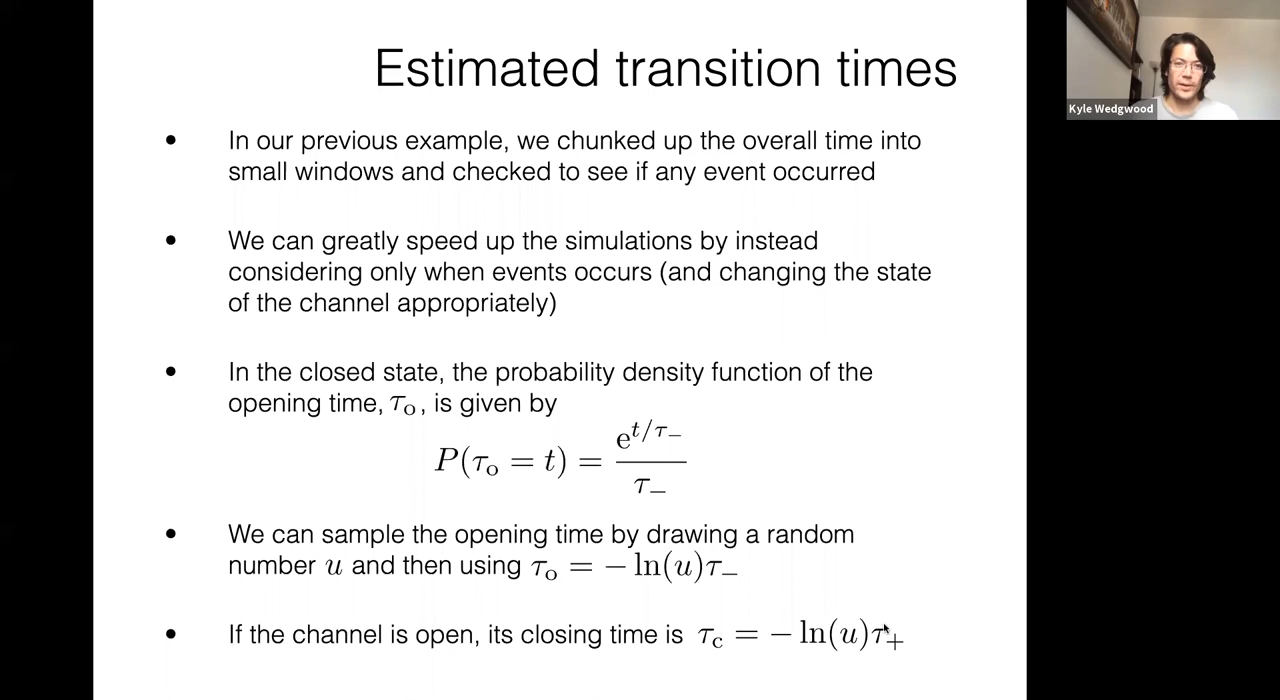 Estimated transition times
Kyle Wedgwood
• In our previous example, we chunked up the overall time into
small windows and checked to see if any event occurred
• We can greatly speed up the simulations by instead
considering only when events occurs (and changing the state
of the channel appropriately)
• In the closed state, the probability density function of the
opening time, τ_o, is given by
P(τ_o = t) = e^{t/τ_−} / τ_−
• We can sample the opening time by drawing a random
number u and then using τ_o = − ln(u)τ_−
• If the channel is open, its closing time is τ_c = − ln(u)τ_+